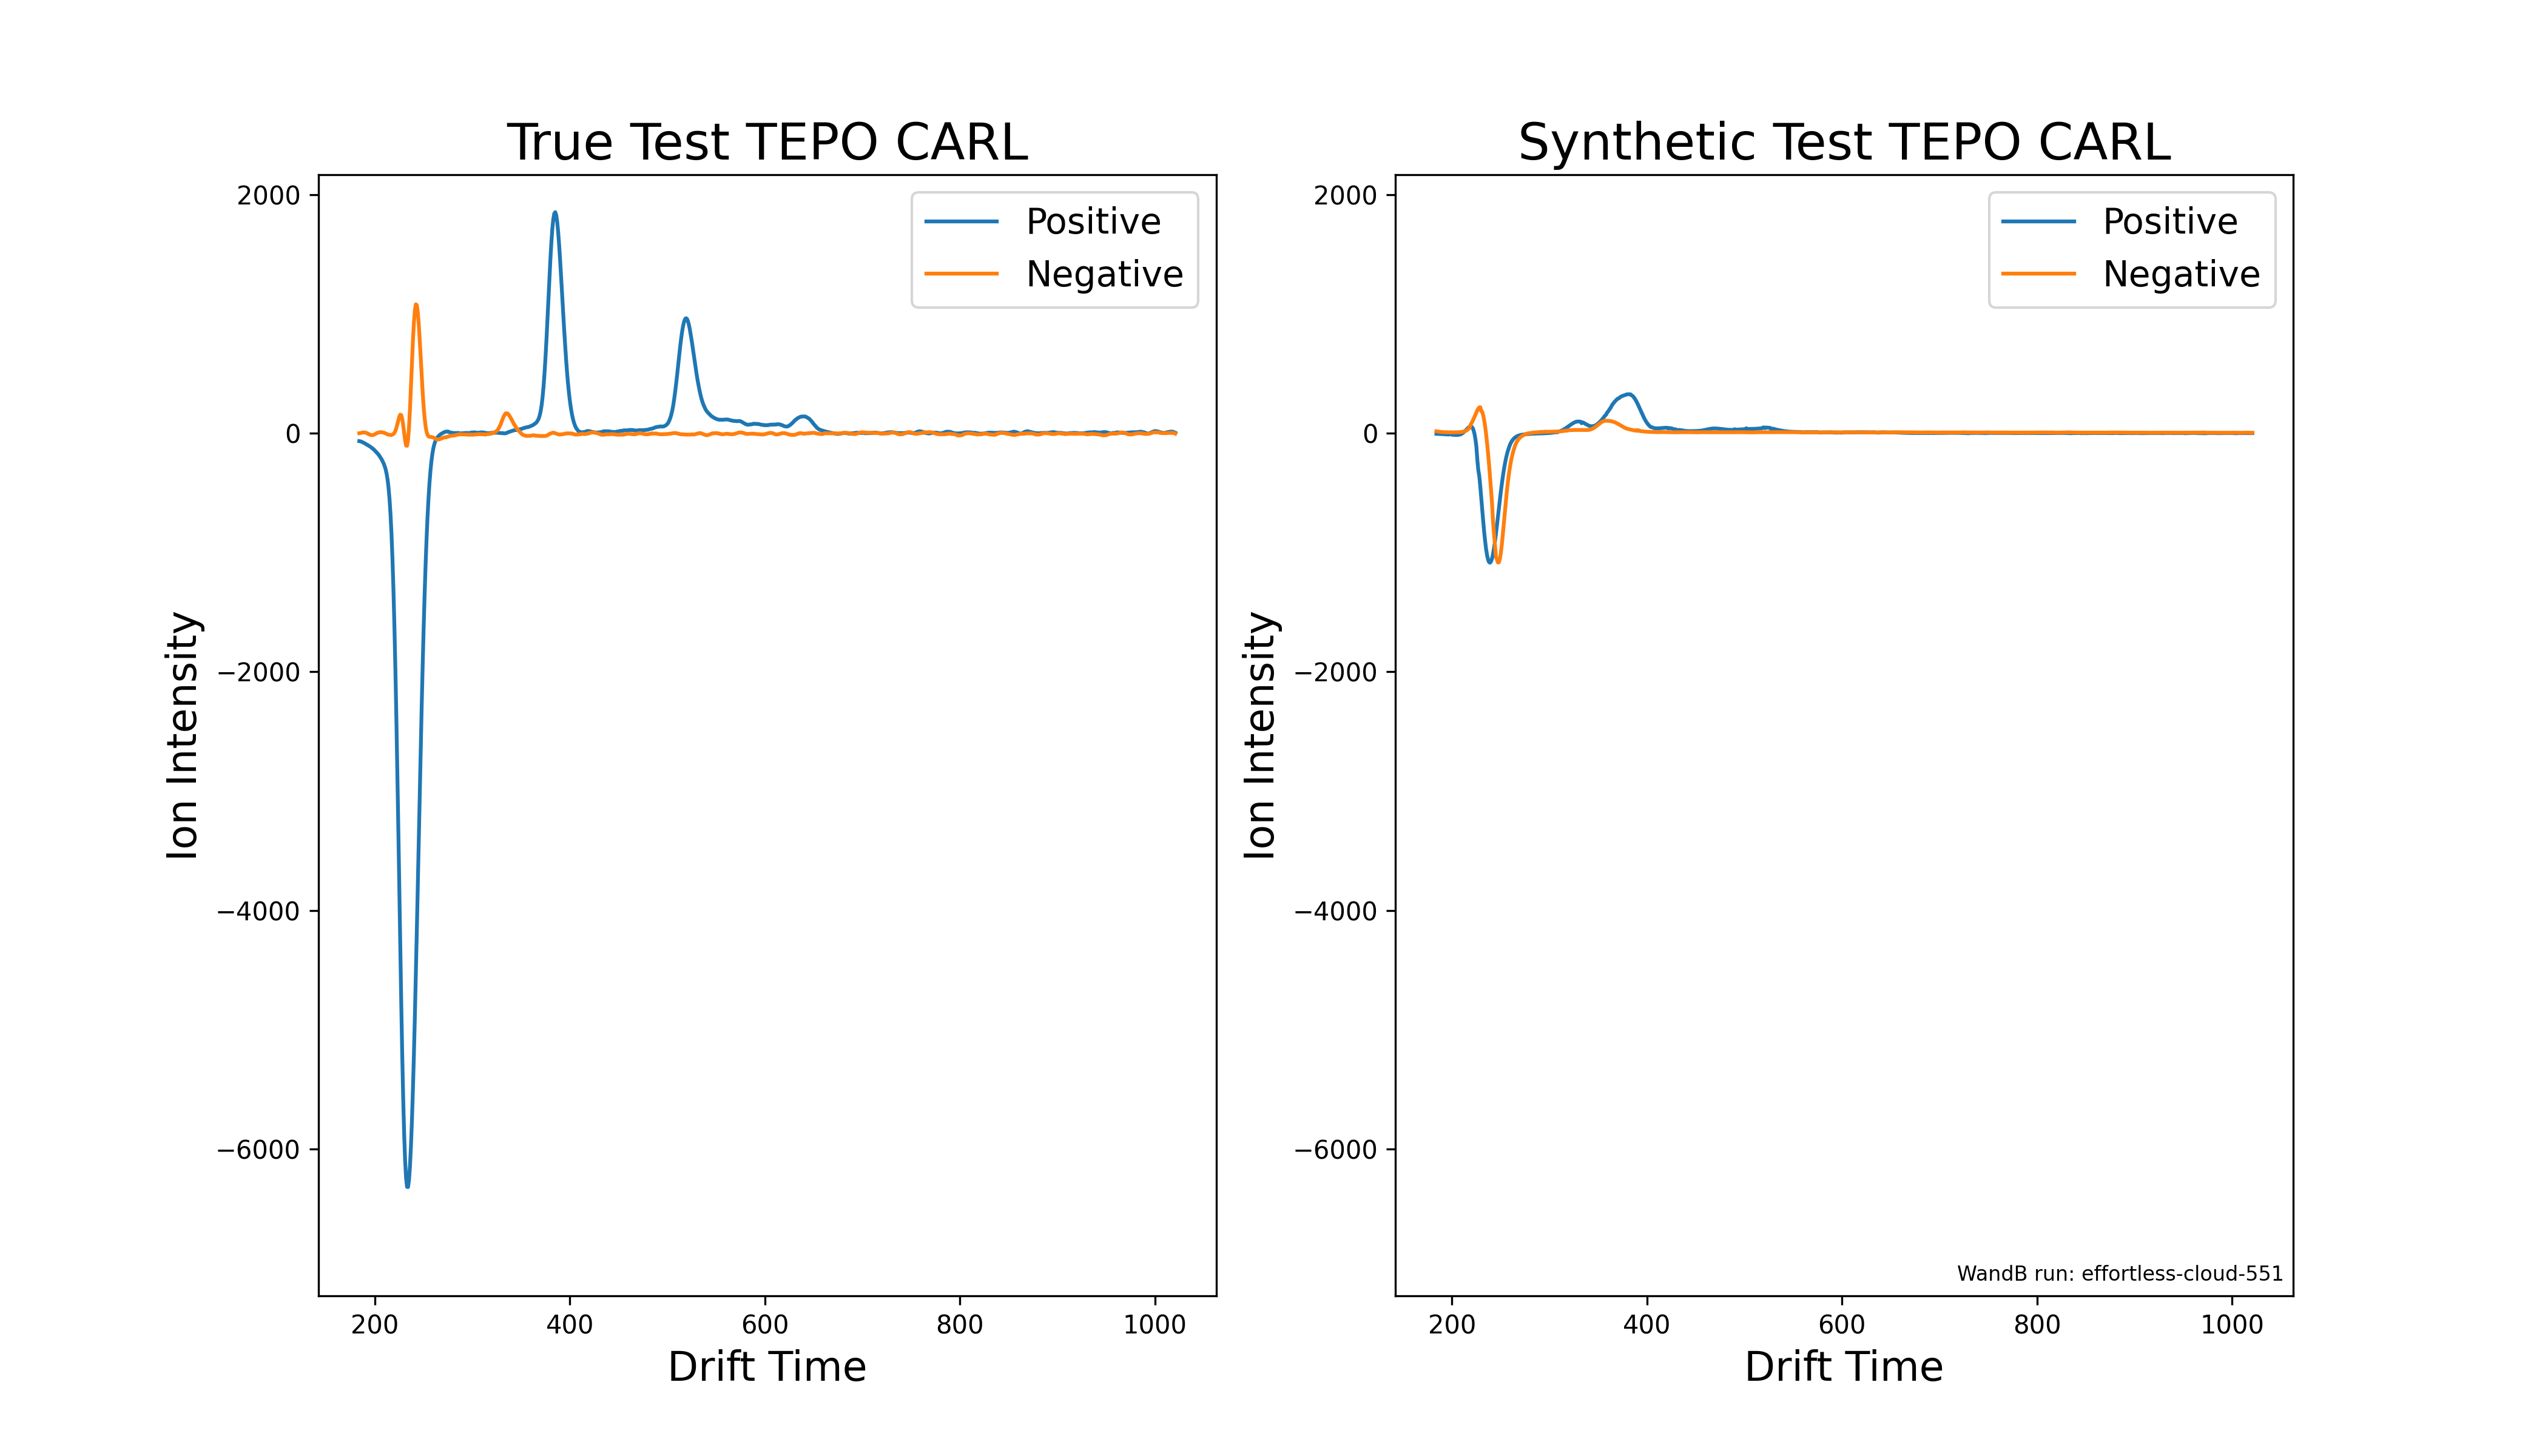 True Test TEPO CARL
Positive
Negative
2000
0
−2000
−4000
−6000
Ion Intensity
200 400 600 800 1000
Drift Time
Synthetic Test TEPO CARL
Positive
Negative
2000
0
−2000
−4000
−6000
Ion Intensity
WandB run: effortless-cloud-551
200 400 600 800 1000
Drift Time